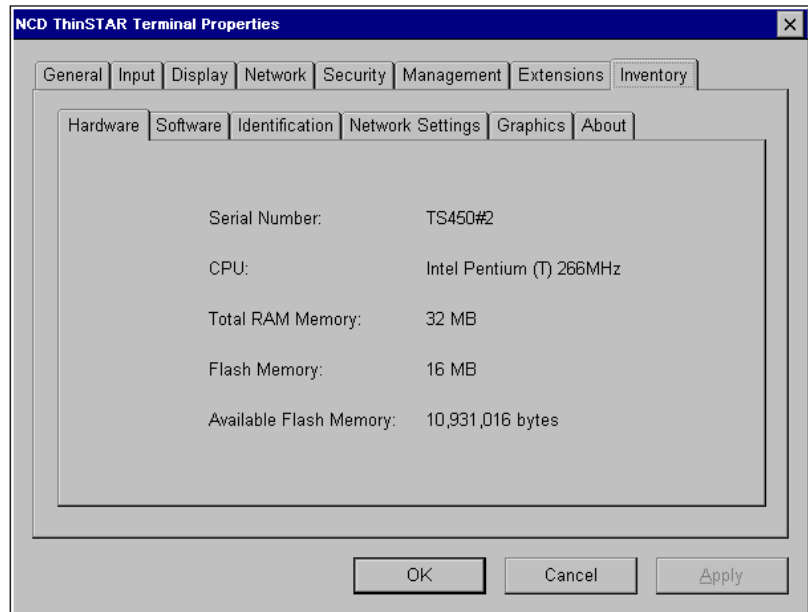 NCD ThinSTAR Terminal Properties
General Input Display Network Security Management Extensions Inventory
Hardware Software Identification Network Settings Graphics About
Serial Number: TS450#2
CPU: Intel Pentium (T) 266MHz
Total RAM Memory: 32 MB
Flash Memory: 16 MB
Available Flash Memory: 10,931,016 bytes
OK Cancel Apply